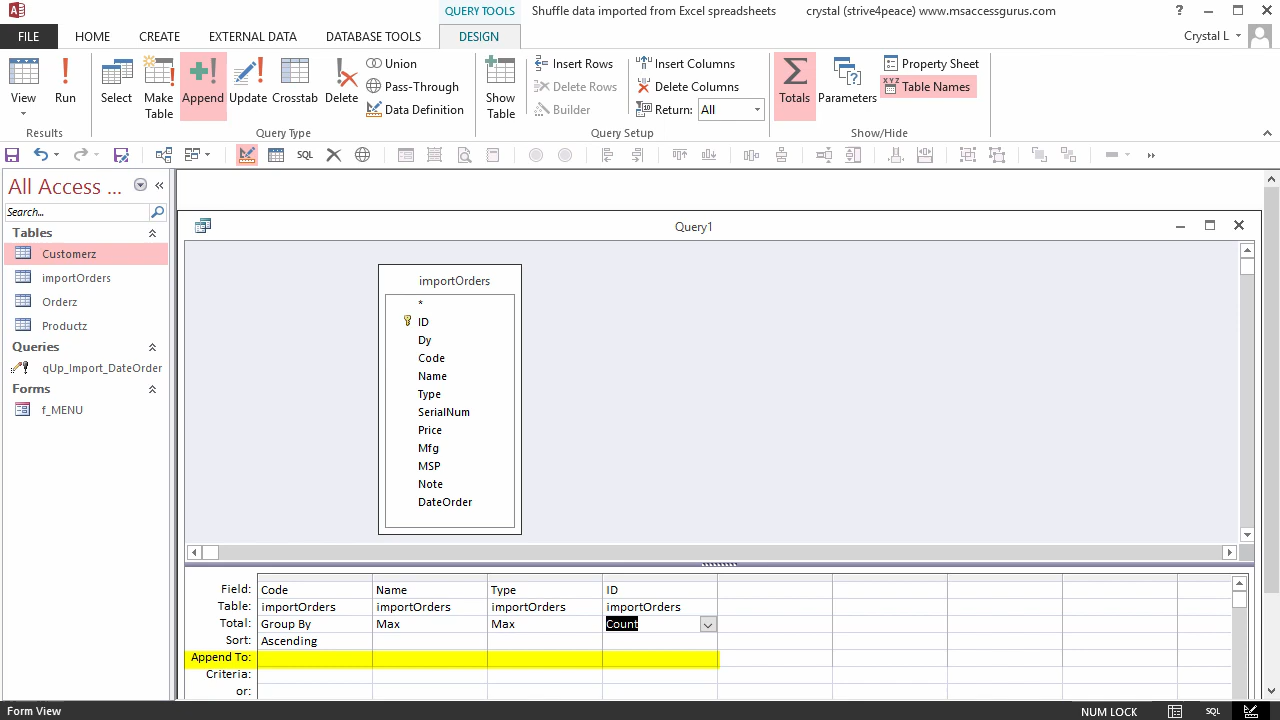 QUERY TOOLS Shuffle data imported from Excel spreadsheets crystal (strive4peace) www.msaccessgurus.com ?
FILE HOME CREATE EXTERNAL DATA DATABASE TOOLS DESIGN Crystal L
View Run Select Make Table Append Update Crosstab Delete Union Pass-Through Data Definition Show Table Insert Rows Delete Rows Builder Insert Columns Delete Columns Return: All Totals Parameters Property Sheet XYZ Table Names
Results Query Type Query Setup Show/Hide
SQL
All Access ... «
Search...
Tables
Customerz
importOrders
Orderz
Productz
Queries
qUp_Import_DateOrder
Forms
f_MENU
Query1
importOrders
*
ID
Dy
Code
Name
Type
SerialNum
Price
Mfg
MSP
Note
DateOrder
Field: Code Name Type ID
Table: importOrders importOrders importOrders importOrders
Total: Group By Max Max Count
Sort: Ascending
Append To:
Criteria:
or:
Form View NUM LOCK SQL